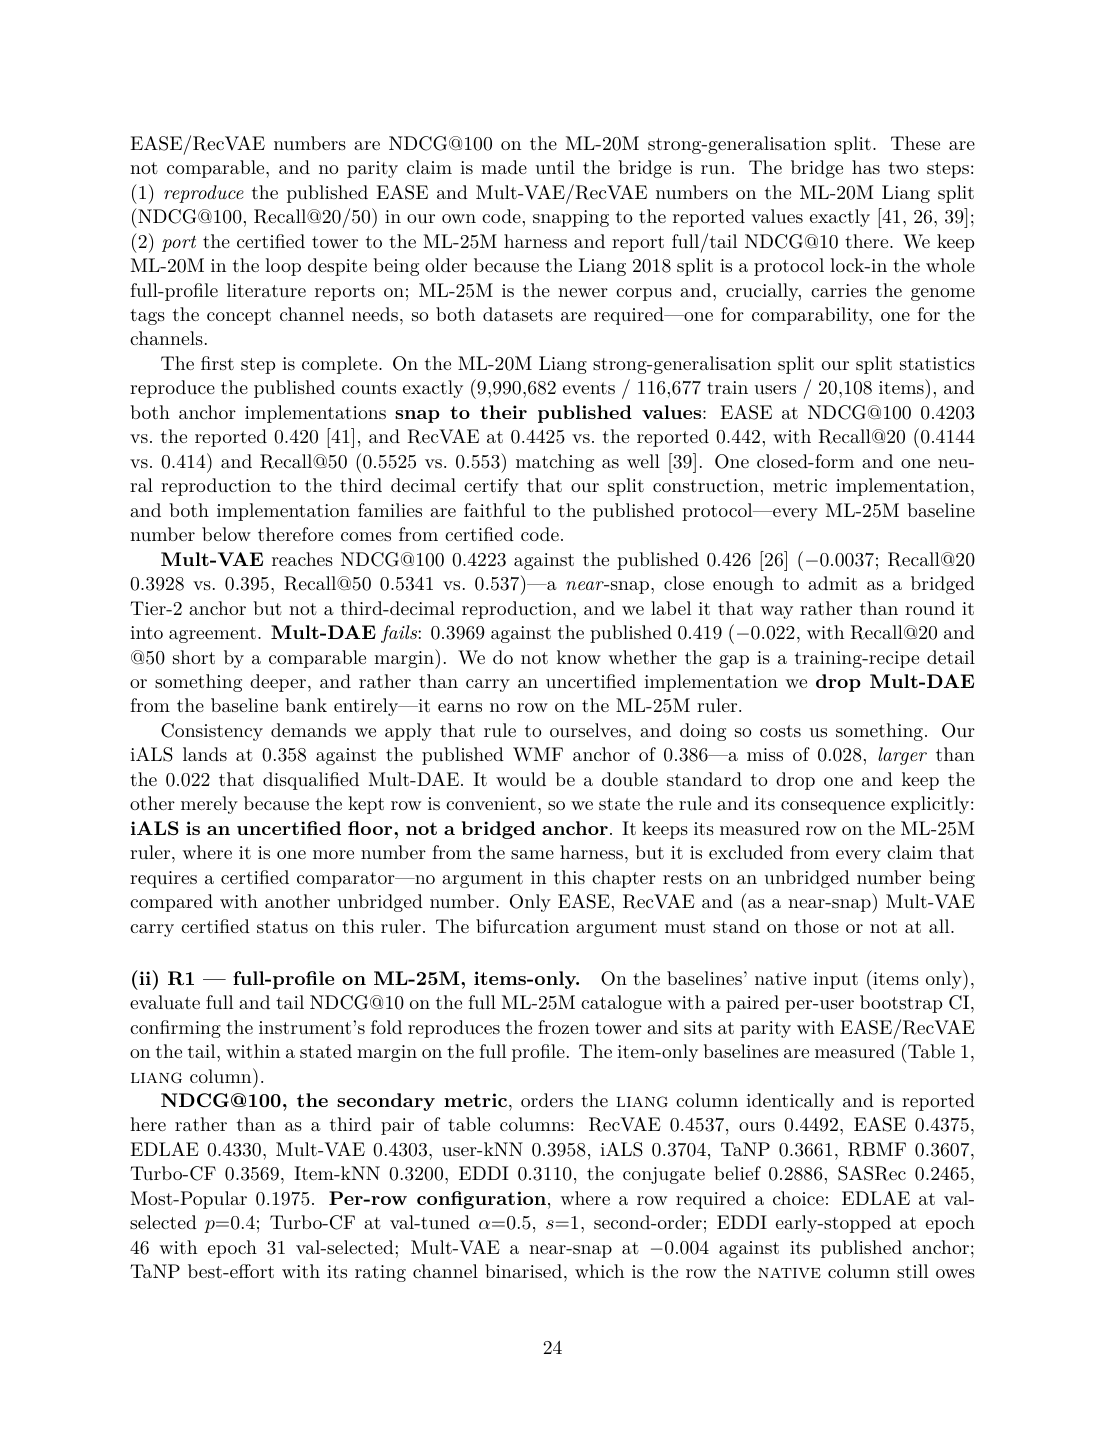 EASE/RecVAE numbers are NDCG@100 on the ML-20M strong-generalisation split. These are
not comparable, and no parity claim is made until the bridge is run. The bridge has two steps:
(1) reproduce the published EASE and Mult-VAE/RecVAE numbers on the ML-20M Liang split
(NDCG@100, Recall@20/50) in our own code, snapping to the reported values exactly [41, 26, 39];
(2) port the certified tower to the ML-25M harness and report full/tail NDCG@10 there. We keep
ML-20M in the loop despite being older because the Liang 2018 split is a protocol lock-in the whole
full-profile literature reports on; ML-25M is the newer corpus and, crucially, carries the genome
tags the concept channel needs, so both datasets are required—one for comparability, one for the
channels.
The first step is complete. On the ML-20M Liang strong-generalisation split our split statistics
reproduce the published counts exactly (9,990,682 events / 116,677 train users / 20,108 items), and
both anchor implementations snap to their published values: EASE at NDCG@100 0.4203
vs. the reported 0.420 [41], and RecVAE at 0.4425 vs. the reported 0.442, with Recall@20 (0.4144
vs. 0.414) and Recall@50 (0.5525 vs. 0.553) matching as well [39]. One closed-form and one neu-
ral reproduction to the third decimal certify that our split construction, metric implementation,
and both implementation families are faithful to the published protocol—every ML-25M baseline
number below therefore comes from certified code.
Mult-VAE reaches NDCG@100 0.4223 against the published 0.426 [26] (−0.0037; Recall@20
0.3928 vs. 0.395, Recall@50 0.5341 vs. 0.537)—a near-snap, close enough to admit as a bridged
Tier-2 anchor but not a third-decimal reproduction, and we label it that way rather than round it
into agreement. Mult-DAE fails: 0.3969 against the published 0.419 (−0.022, with Recall@20 and
@50 short by a comparable margin). We do not know whether the gap is a training-recipe detail
or something deeper, and rather than carry an uncertified implementation we drop Mult-DAE
from the baseline bank entirely—it earns no row on the ML-25M ruler.
Consistency demands we apply that rule to ourselves, and doing so costs us something. Our
iALS lands at 0.358 against the published WMF anchor of 0.386—a miss of 0.028, larger than
the 0.022 that disqualified Mult-DAE. It would be a double standard to drop one and keep the
other merely because the kept row is convenient, so we state the rule and its consequence explicitly:
iALS is an uncertified floor, not a bridged anchor. It keeps its measured row on the ML-25M
ruler, where it is one more number from the same harness, but it is excluded from every claim that
requires a certified comparator—no argument in this chapter rests on an unbridged number being
compared with another unbridged number. Only EASE, RecVAE and (as a near-snap) Mult-VAE
carry certified status on this ruler. The bifurcation argument must stand on those or not at all.
(ii) R1 — full-profile on ML-25M, items-only. On the baselines' native input (items only),
evaluate full and tail NDCG@10 on the full ML-25M catalogue with a paired per-user bootstrap CI,
confirming the instrument's fold reproduces the frozen tower and sits at parity with EASE/RecVAE
on the tail, within a stated margin on the full profile. The item-only baselines are measured (Table 1,
LIANG column).
NDCG@100, the secondary metric, orders the LIANG column identically and is reported
here rather than as a third pair of table columns: RecVAE 0.4537, ours 0.4492, EASE 0.4375,
EDLAE 0.4330, Mult-VAE 0.4303, user-kNN 0.3958, iALS 0.3704, TaNP 0.3661, RBMF 0.3607,
Turbo-CF 0.3569, Item-kNN 0.3200, EDDI 0.3110, the conjugate belief 0.2886, SASRec 0.2465,
Most-Popular 0.1975. Per-row configuration, where a row required a choice: EDLAE at val-
selected p=0.4; Turbo-CF at val-tuned α=0.5, s=1, second-order; EDDI early-stopped at epoch
46 with epoch 31 val-selected; Mult-VAE a near-snap at −0.004 against its published anchor;
TaNP best-effort with its rating channel binarised, which is the row the NATIVE column still owes
24